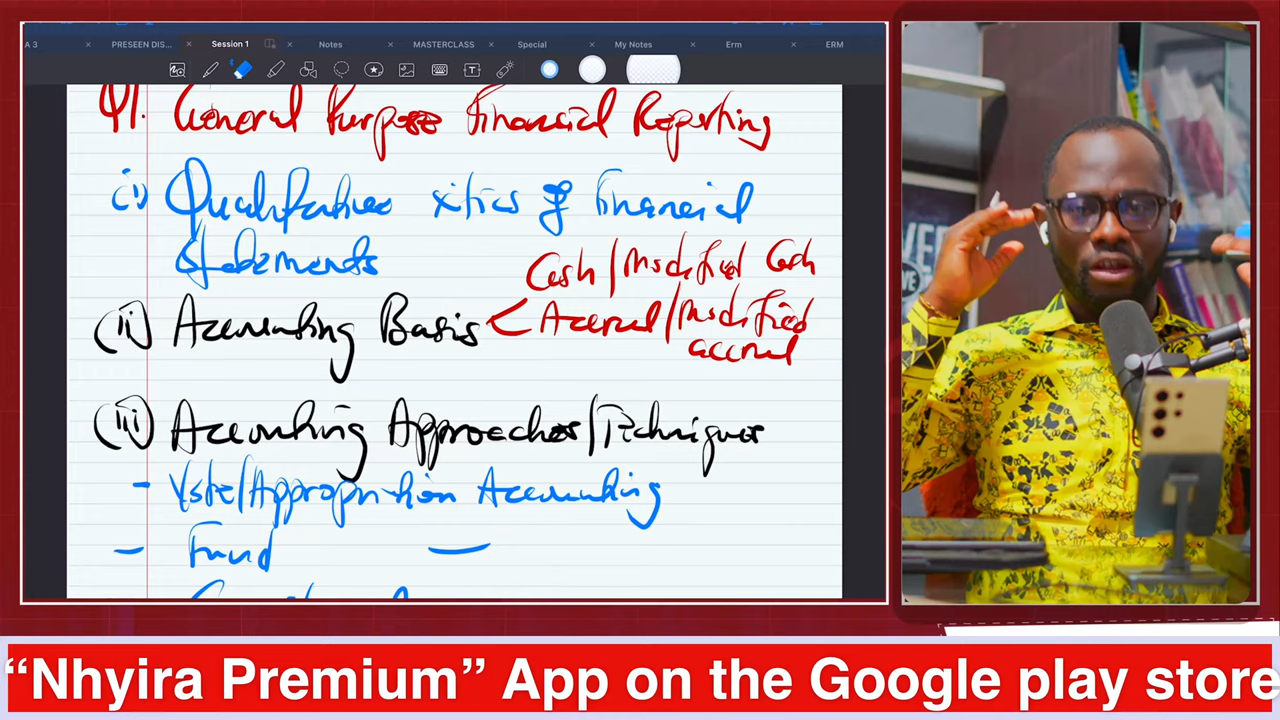 A 3 PRESEEN DIS... Session 1 Notes MASTERCLASS Special My Notes Erm ERM
Q1. General Purpose Financial Reporting
(i) Qualitative xtics of Financial
Statements
Cash/Modified Cash
(ii) Accounting Basis < Accrual/Modified
accrual
(iii) Accounting Approaches/Techniques
- Vote/Appropriation Accounting
- Fund —
“Nhyira Premium” App on the Google play store